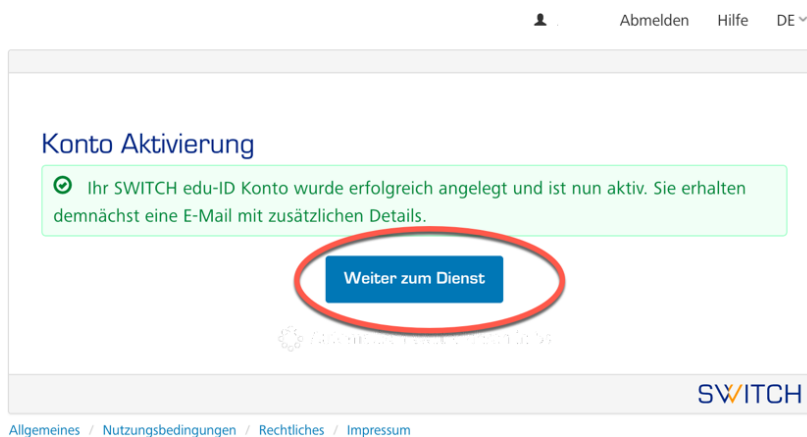 Abmelden Hilfe DE
Konto Aktivierung
Ihr SWITCH edu-ID Konto wurde erfolgreich angelegt und ist nun aktiv. Sie erhalten
demnächst eine E-Mail mit zusätzlichen Details.
Weiter zum Dienst
SWITCH
Allgemeines / Nutzungsbedingungen / Rechtliches / Impressum